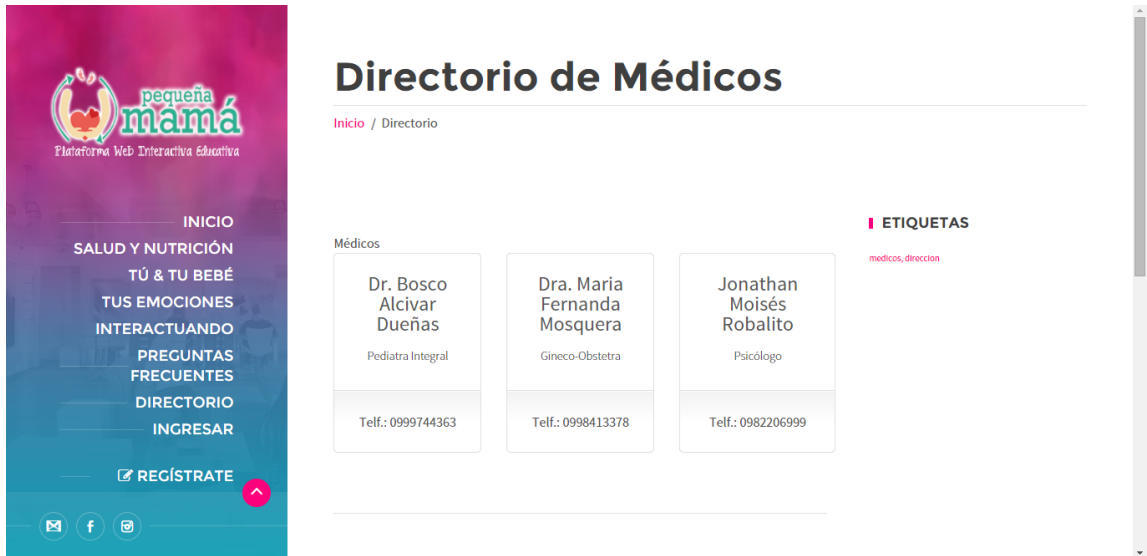 pequeña
mamá
Plataforma Web Interactiva Educativa
INICIO
SALUD Y NUTRICIÓN
TÚ & TU BEBÉ
TUS EMOCIONES
INTERACTUANDO
PREGUNTAS
FRECUENTES
DIRECTORIO
INGRESAR
REGÍSTRATE
Directorio de Médicos
Inicio / Directorio
Médicos
Dr. Bosco
Alcivar
Dueñas
Pediatra Integral
Telf.: 0999744363
Dra. Maria
Fernanda
Mosquera
Gineco-Obstetra
Telf.: 0998413378
Jonathan
Moisés
Robalito
Psicólogo
Telf.: 0982206999
ETIQUETAS
medicos, direccion